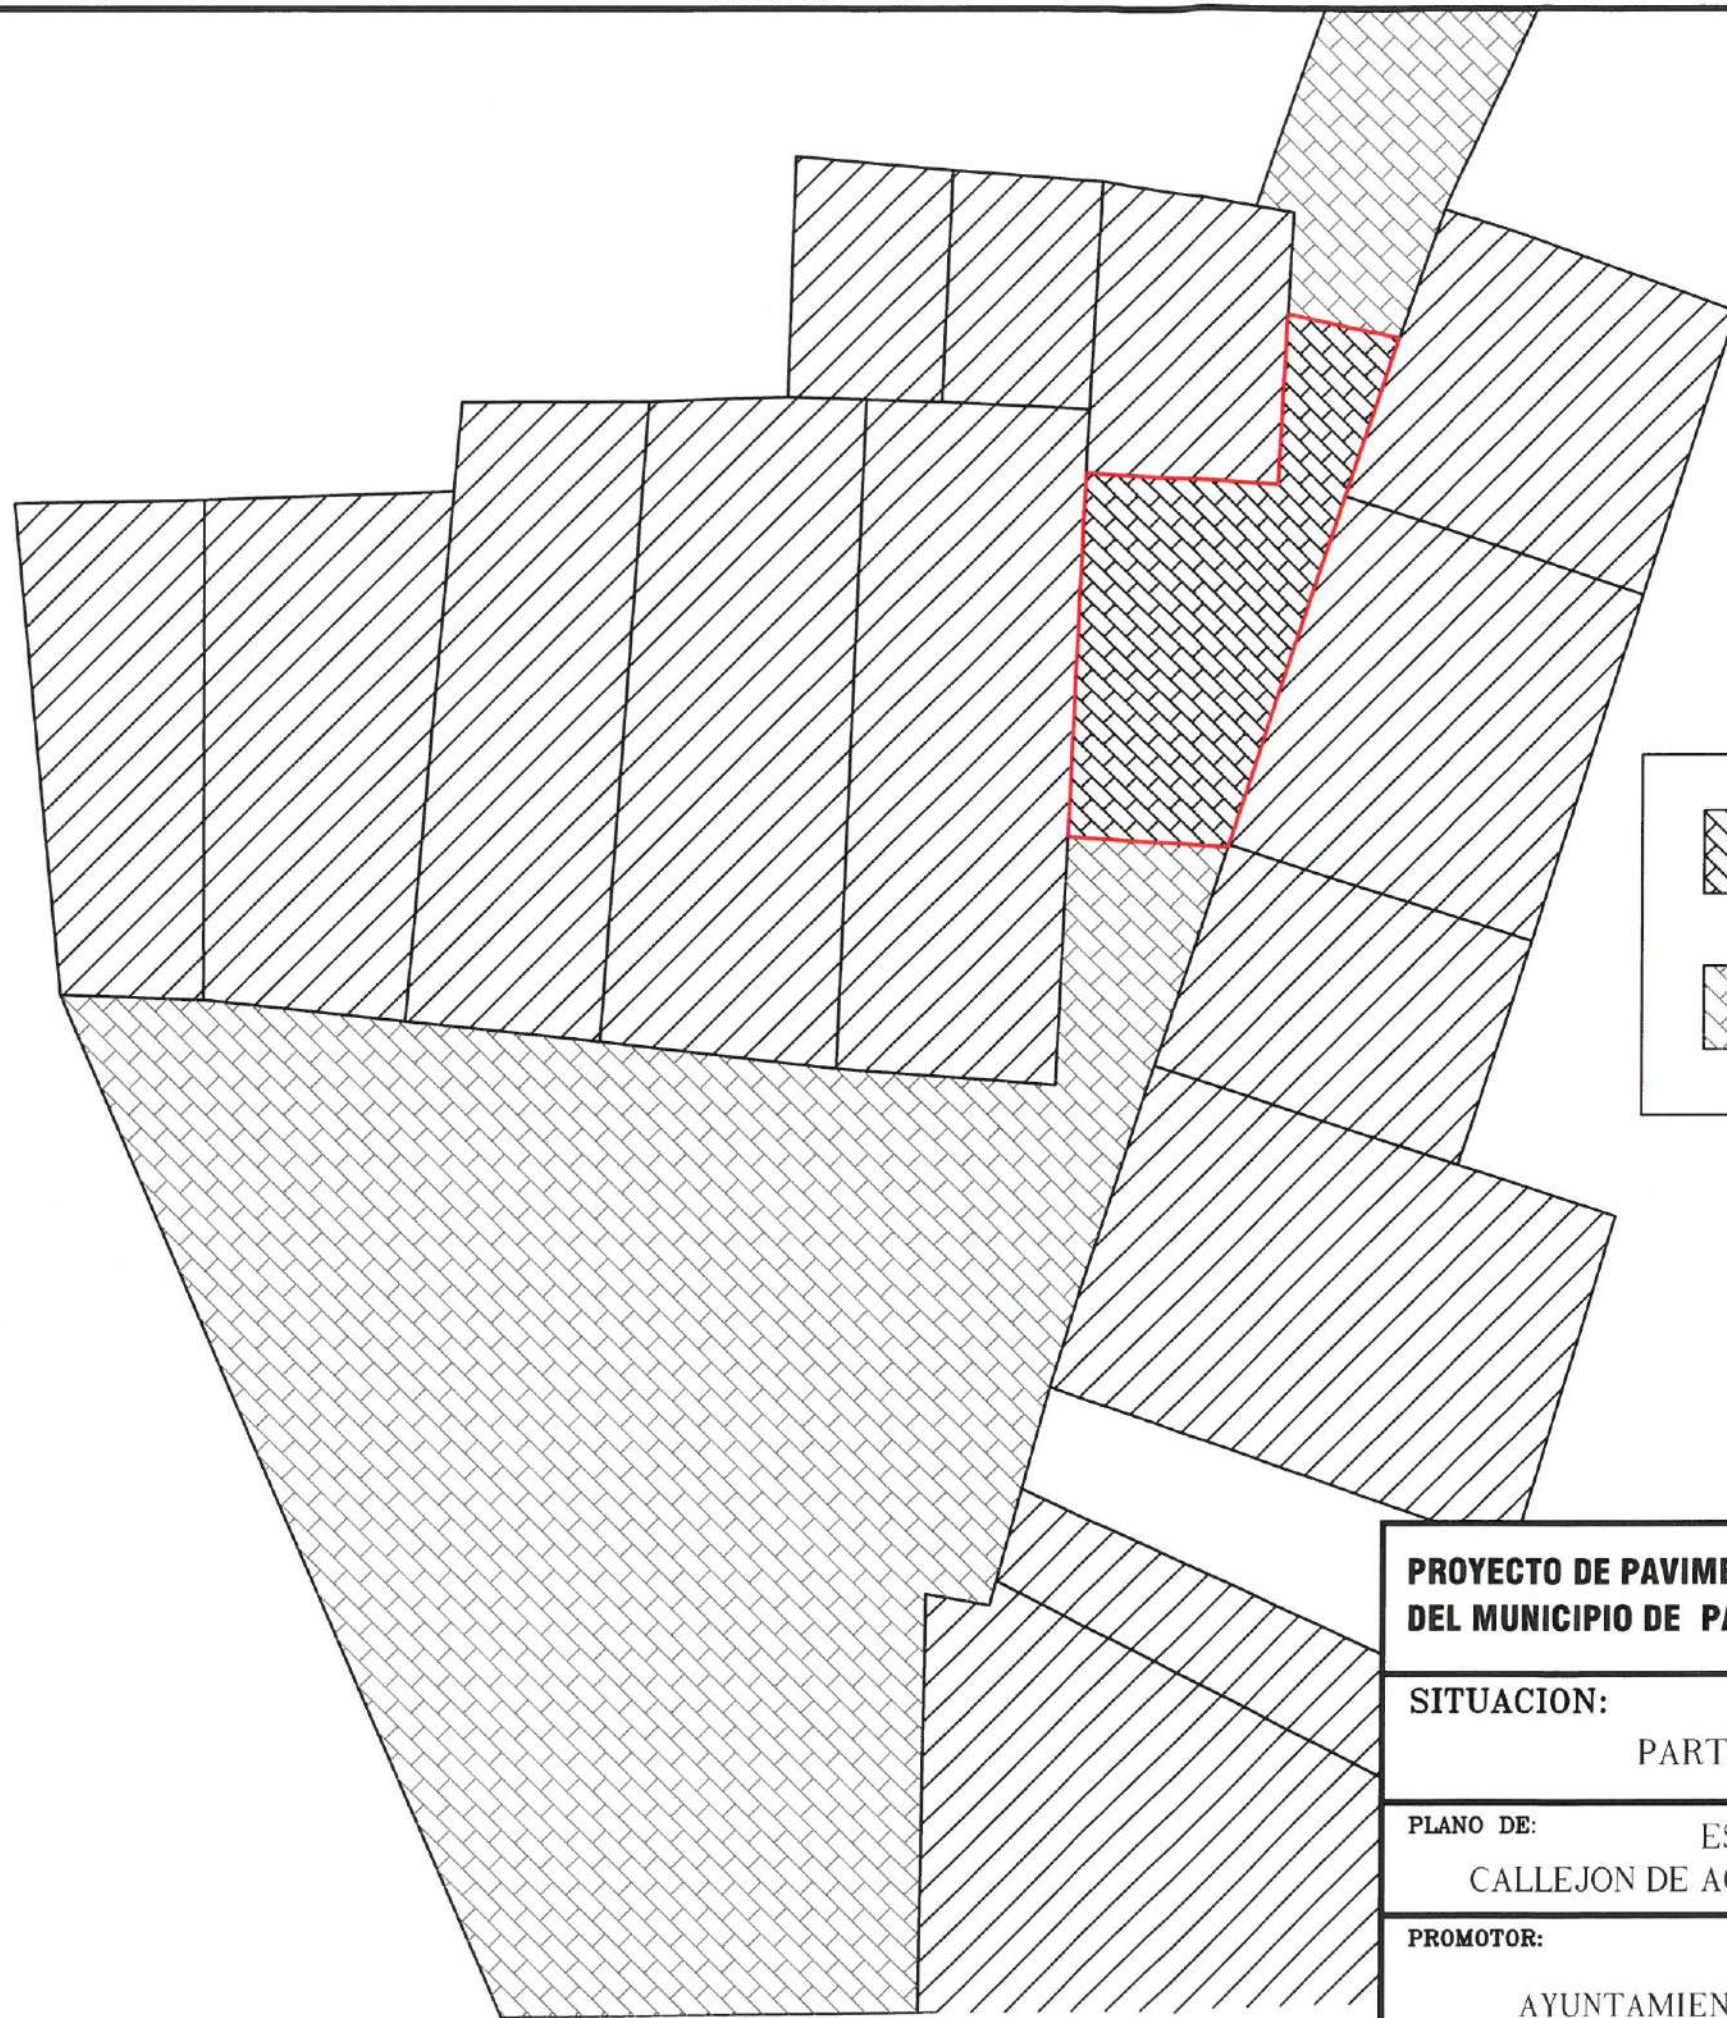 PROYECTO DE PAVIME
DEL MUNICIPIO DE PA
SITUACION:
PART
PLANO DE: ES
CALLEJON DE AC
PROMOTOR:
AYUNTAMIEN